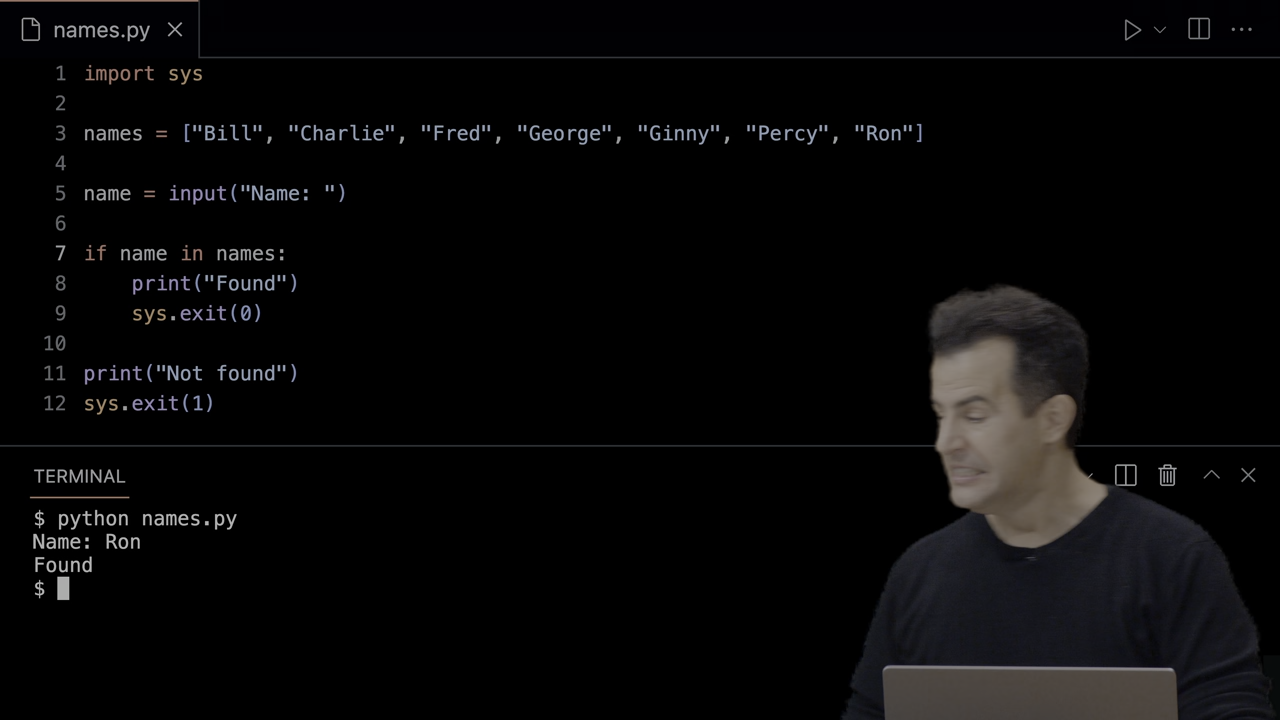 names.py
1 import sys
2
3 names = ["Bill", "Charlie", "Fred", "George", "Ginny", "Percy", "Ron"]
4
5 name = input("Name: ")
6
7 if name in names:
8     print("Found")
9     sys.exit(0)
10
11 print("Not found")
12 sys.exit(1)
TERMINAL
$ python names.py
Name: Ron
Found
$